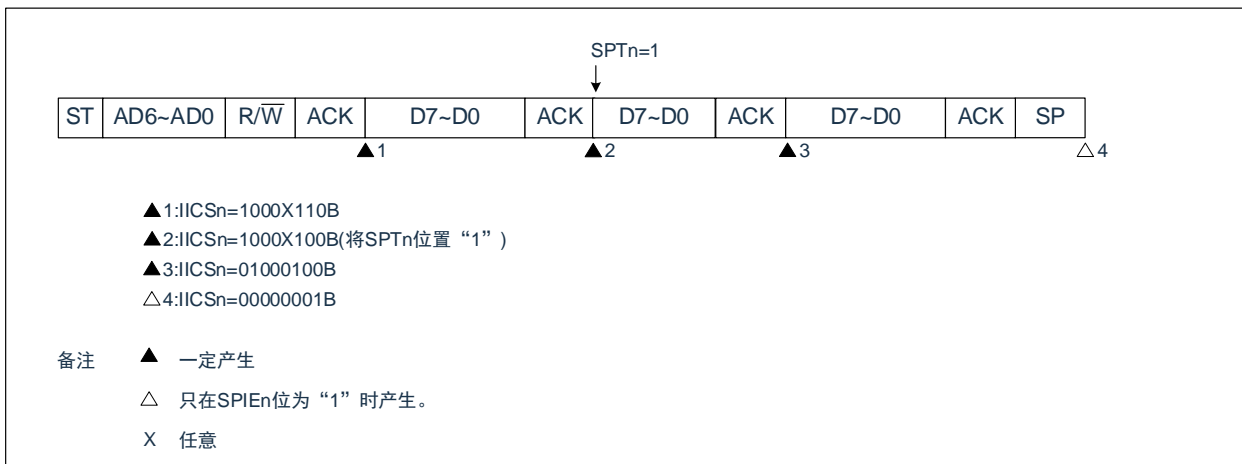 SPTn=1
ST AD6~AD0 R/W̅ ACK D7~D0 ACK D7~D0 ACK D7~D0 ACK SP
▲1 ▲2 ▲3 △4
▲1:IICSn=1000X110B
▲2:IICSn=1000X100B(将SPTn位置“1”)
▲3:IICSn=01000100B
△4:IICSn=00000001B
备注 ▲ 一定产生
△ 只在SPIEn位为“1”时产生。
X 任意